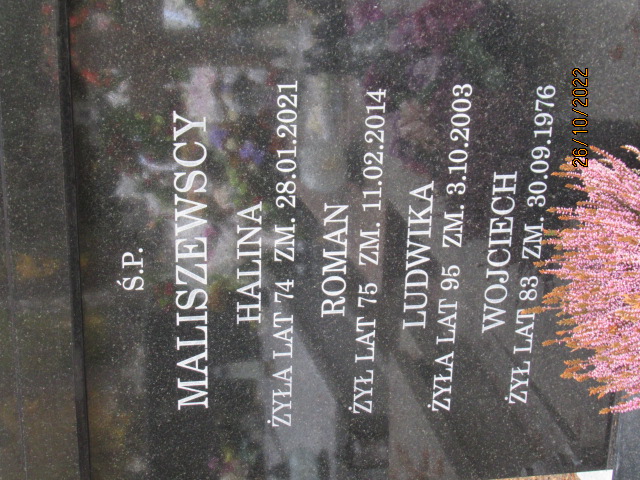 Ś.P.
MALISZEWSCY
HALINA
ŻYŁA LAT 74 ZM. 28.01.2021
ROMAN
ŻYŁ LAT 75 ZM. 11.02.2014
LUDWIKA
ŻYŁA LAT 95 ZM. 3.10.2003
WOJCIECH
ŻYŁ LAT 83 ZM. 30.09.1976
26/10/2022